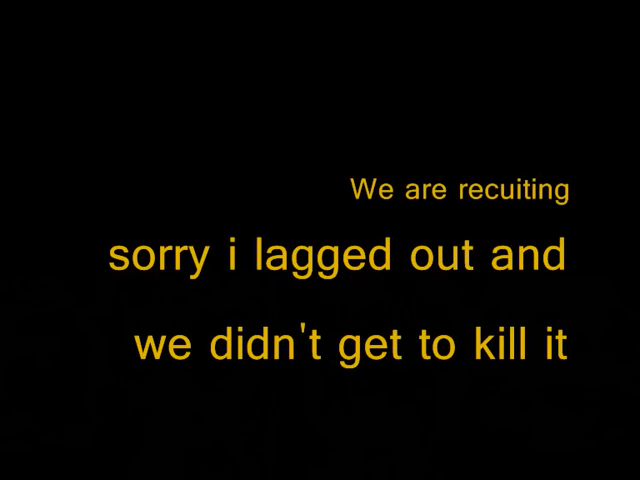 We are recuiting
sorry i lagged out and
we didn't get to kill it